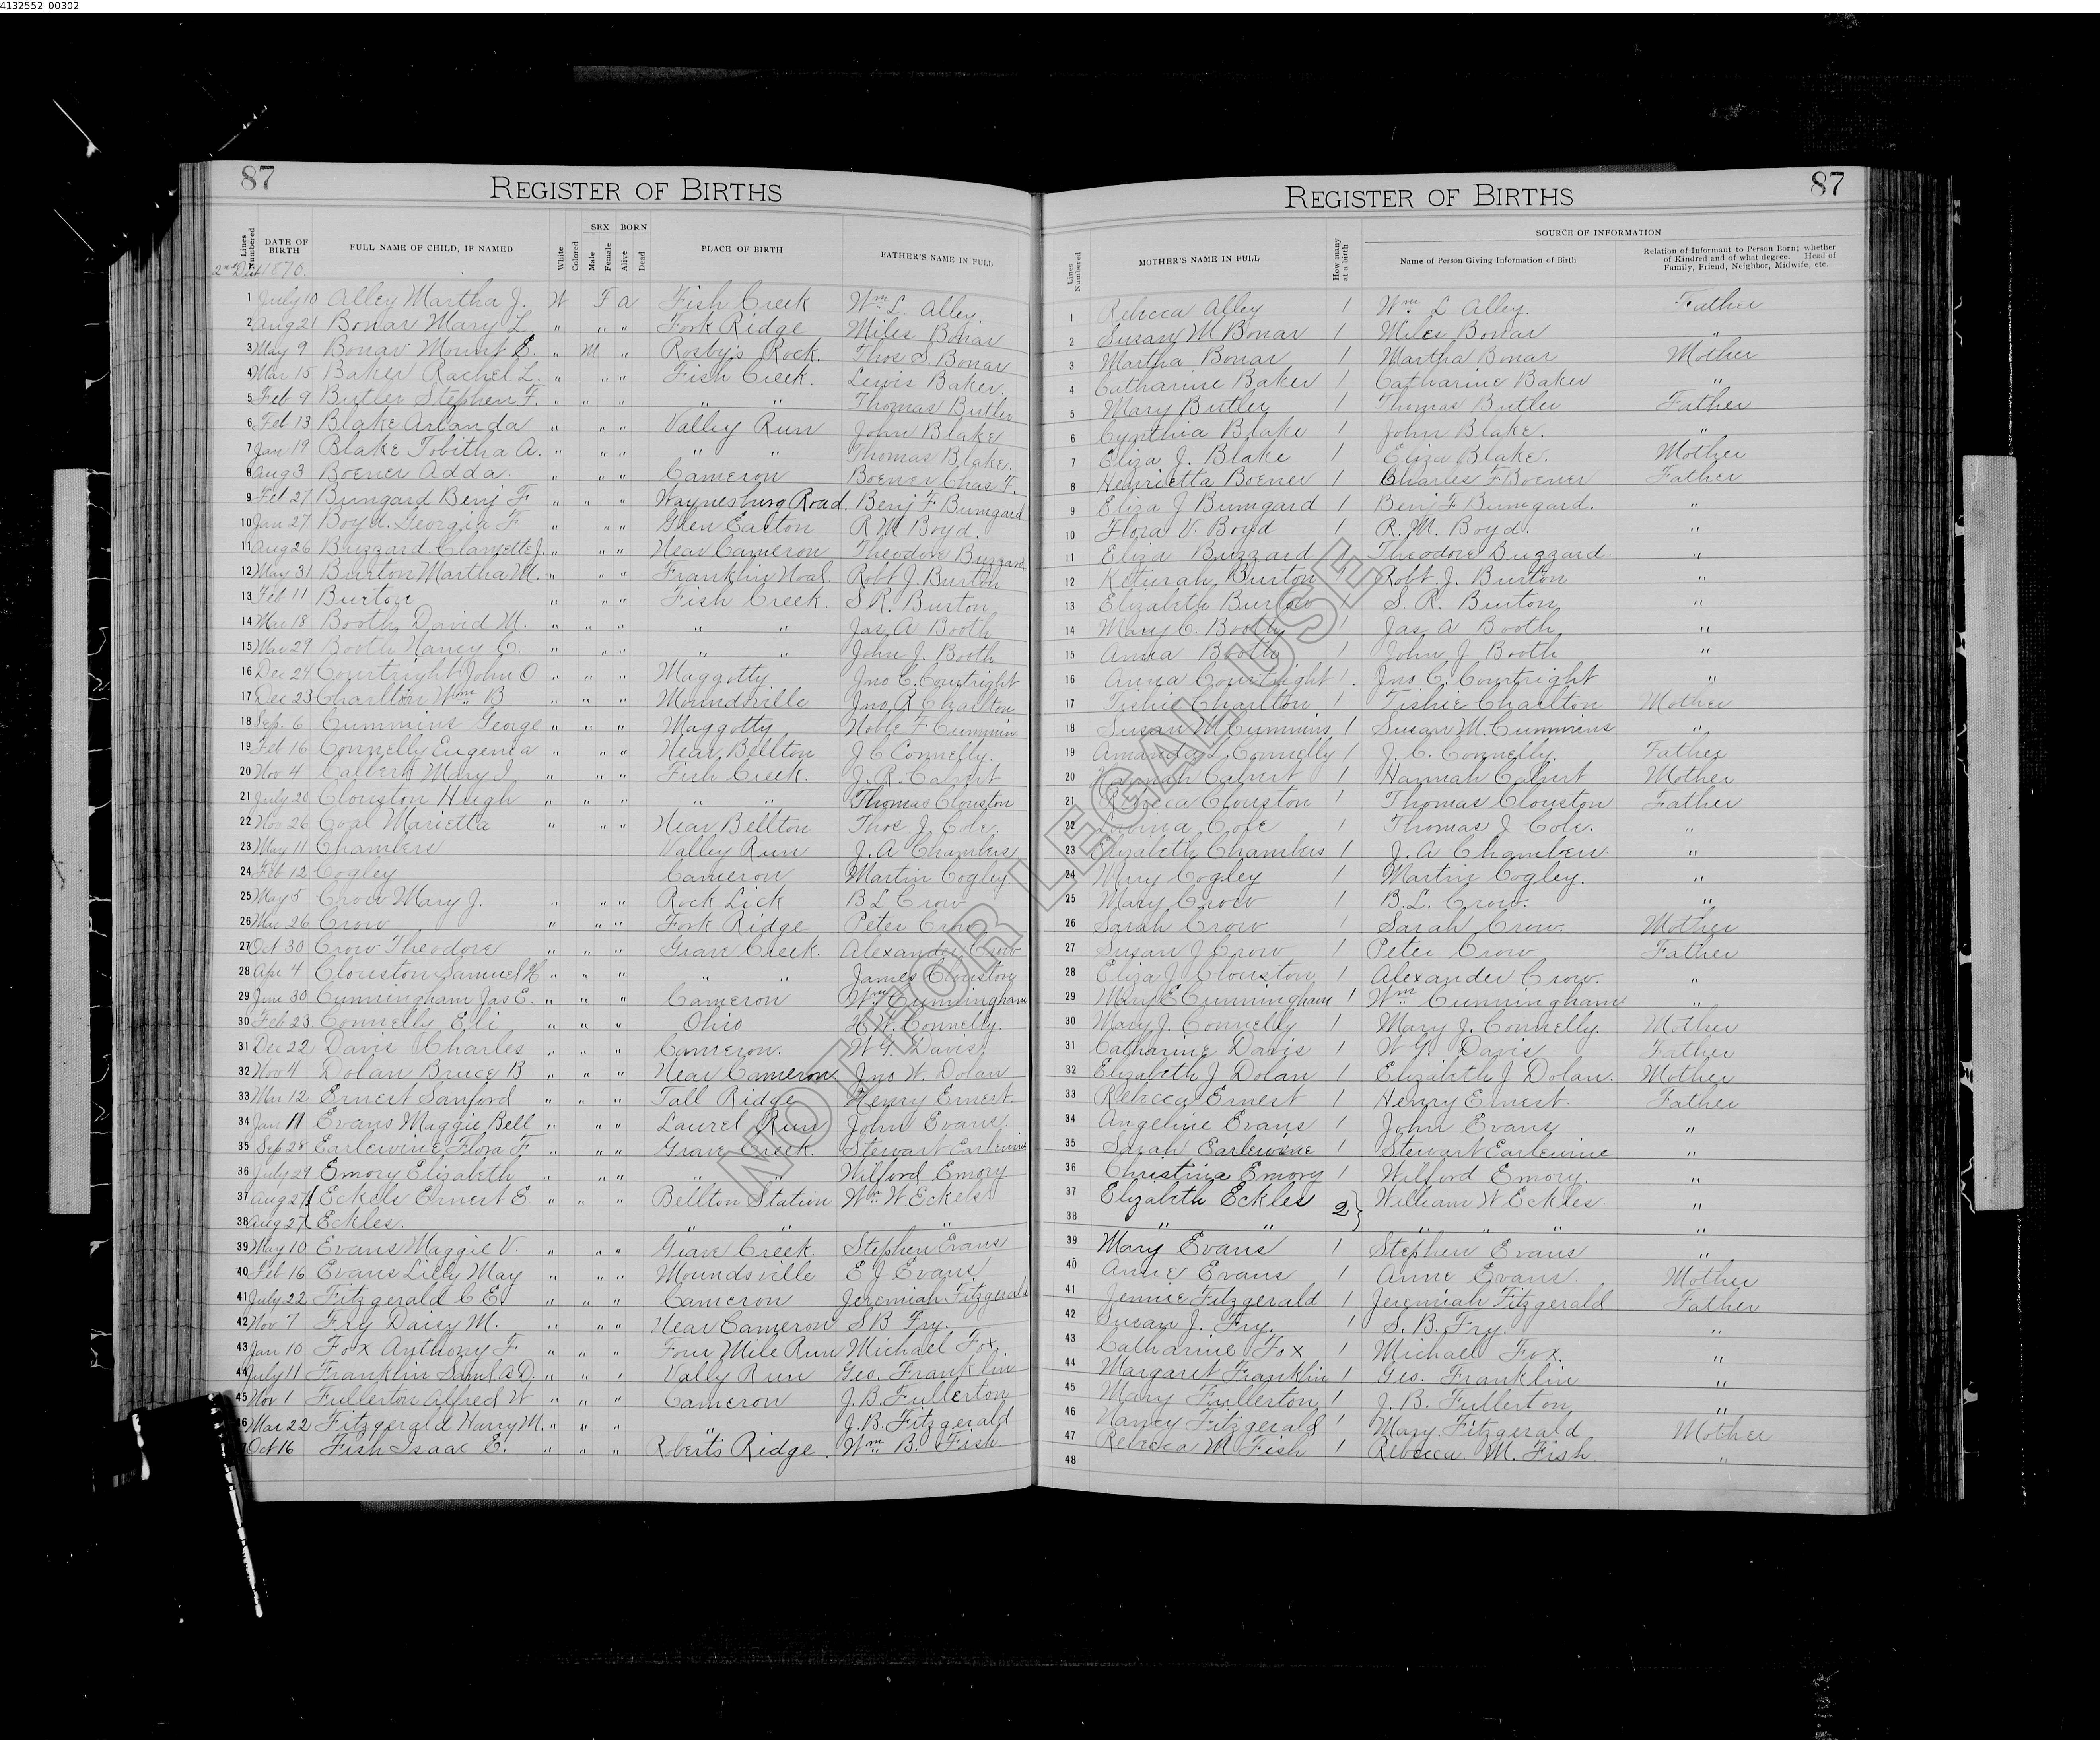 4132552_00302
87 REGISTER OF BIRTHS
Lines Numbered DATE OF BIRTH FULL NAME OF CHILD, IF NAMED White Colored SEX Male Female BORN Alive Dead PLACE OF BIRTH FATHER'S NAME IN FULL
2nd Dist 1870.
1 July 10 Alley Martha J. W F a Fish Creek Wm L. Alley.
2 Aug 21 Bonar Mary L. " " " Fork Ridge Miles Bonar
3 May 9 Bonar Mount E. " M " Rosby's Rock. Thos S. Bonar
4 Mar 15 Baker Rachel L. " " " Fish Creek. Lewis Baker.
5 Feb 9 Butler Stephen F. " " " " " Thomas Butler
6 Feb 13 Blake Arlanda " " " Valley Run John Blake
7 Jan 19 Blake Tobitha A. " " " " " Thomas Blake.
8 Aug 3 Boener Adda. " " " Cameron Boener Chas F.
9 Feb 27 Bumgard Benj F " " " Waynesburg Road. Benj F. Bumgard
10 Jan 27 Boyd. Georgia F " " " Glen Easton R M Boyd.
11 Aug 26 Buzzard Clamette J. " " " Near Cameron Theodore Buzzard
12 May 31 Burton Martha M. " " " Franklin Robt J. Burton
13 Feb 11 Burton " " " Fish Creek. S R. Burton
14 Mar 18 Booth David M. " " " " " Jas A Booth
15 Mar 29 Booth Nancy C. " " " " " John J. Booth
16 Dec 24 Courtright John O " " " Maggotty Jno C. Courtright
17 Dec 23 Charlton Wm B " " " Moundsville Jno. R Charlton
18 Sep. 6 Cummins George " " " Maggotty Noble F. Cummin
19 Feb 16 Connelly Eugenia " " " Near Bellton J C Connelly.
20 Nov 4 Calbert Mary I " " " Fish Creek. J. R. Calvert
21 July 20 Clouston Hugh " " " " " Thomas Clouston
22 Nov 26 Coal Marietta " " " Near Bellton Thos J. Cole.
23 May 11 Chambers Valley Run J. A Chambers
24 Feb 12 Cogley Cameron Martin Cogley.
25 May 5 Crow Mary J. " " " Rock Lick B L Crow
26 Mar 26 Crow " " " Fork Ridge Peter Crow
27 Oct 30 Crow Theodore " " " Grave Creek. Alexander Crow
28 Apr 4 Clouston Samuel H " " " " " James Clouston
29 June 30 Cunningham Jas E. " " " Cameron Wm Cunningham
30 Feb 23 Connelly Eli " " " Ohio H. W. Connelly.
31 Dec 22 Davis Charles " " " Cameron. W G. Davis
32 Nov 4 Dolan Bruce B " " " Near Cameron Jno W. Dolan
33 Mar 12 Ernest Sanford " " " Tall Ridge Henry Ernest.
34 Jan 11 Evans Maggie Bell " " " Laurel Run John Evans.
35 Sep 28 Earlewine Flora F " " " Grave Creek. Stewart Earlewine
36 July 29 Emory Elizabeth " " " " " Wilford Emory
37 Aug 27 Eckels Ernest E " " " Bellton Station Wm W Eckels
38 Aug 27 Eckles. " " "
39 May 10 Evans Maggie V. " " " Grave Creek. Stephen Evans
40 Feb 16 Evans Lilly May " " " Moundsville E J Evans.
41 July 22 Fitzgerald C E. " " " Cameron Jeremiah Fitzgerald
42 Nov 7 Fry Daisy M. " " " Near Cameron S B Fry.
43 Jan 10 Fox Anthony F " " " Four Mile Run Michael Fox.
44 July 11 Franklin Saml A D. " " " Vally Run Geo. Franklin
45 Nov 1 Fullerton Alfred W " " " Cameron J. B. Fullerton
46 Mar 22 Fitzgerald Harry M. " " " " J. B. Fitzgerald
Oct 16 Fish Isaac E. " " " Roberts Ridge. Wm B. Fish
REGISTER OF BIRTHS 87
Lines Numbered MOTHER'S NAME IN FULL How many at a birth SOURCE OF INFORMATION Name of Person Giving Information of Birth Relation of Informant to Person Born; whether of Kindred and of what degree. Head of Family, Friend, Neighbor, Midwife, etc.
1 Rebecca Alley 1 Wm. L Alley. Father
2 Susan M Bonar 1 Miles Bonar "
3 Martha Bonar 1 Martha Bonar Mother
4 Catharine Baker 1 Catharine Baker "
5 Mary Butler 1 Thomas Butler Father
6 Cynthia Blake 1 John Blake. "
7 Eliza J. Blake 1 Eliza Blake. Mother
8 Henrietta Boener 1 Charles F Boener Father
9 Eliza J Bumgard 1 Benj F Bumgard. "
10 Flora V. Boyd 1 R. M. Boyd. "
11 Eliza Buzzard 1 Theodore Buzzard. "
12 Keturah Burton 1 Robt. J. Burton "
13 Elizabeth Burton 1 S. R. Burton "
14 Mary C. Booth 1 Jas A Booth "
15 Anna Booth 1 John J Booth "
16 Anna Courtright 1. Jno C. Courtright "
17 Tishie Charlton 1 Tishie Charlton Mother
18 Susan M Cummins 1 Susan M. Cummins "
19 Amanda L Connelly 1 J. C. Connelly. Father
20 Hannah Calvert 1 Hannah Calvert Mother
21 Rebecca Clouston 1 Thomas Clouston Father
22 Lavina Cole 1 Thomas J Cole. "
23 Elizabeth Chambers 1 J. A Chambers. "
24 Mary Cogley 1 Martin Cogley. "
25 Mary Crow 1 B. L. Crow. "
26 Sarah Crow 1 Sarah Crow. Mother
27 Susan J Crow 1 Peter Crow Father
28 Eliza J Clouston 1 Alexander Crow. "
29 Mary E Cunningham 1 Wm Cunningham "
30 Mary J. Connelly 1 Mary J. Connelly. Mother
31 Catharine Davis 1 W G. Davis Father
32 Elizabeth J Dolan 1 Elizabeth J Dolan. Mother
33 Rebecca Ernest 1 Henry Ernest Father
34 Angeline Evans 1 John Evans "
35 Sarah Earlewine 1 Stewart Earlewine "
36 Christina Emory 1 Wilford Emory. "
37 Elizabeth Eckles 2 William W Eckles. "
38 " " " " " "
39 Mary Evans 1 Stephen Evans "
40 Anne Evans 1 Anne Evans. Mother
41 Jennie Fitzgerald 1 Jeremiah Fitzgerald Father
42 Susan J. Fry. 1 S. B. Fry. "
43 Catharine Fox 1 Michael Fox. "
44 Margaret Franklin 1 Geo. Franklin "
45 Mary Fullerton 1 J. B. Fullerton "
46 Nancy Fitzgerald 1 Mary Fitzgerald Mother
47 Rebecca M Fish 1 Rebecca. M. Fish. "
48
NOT FOR LEGAL USE